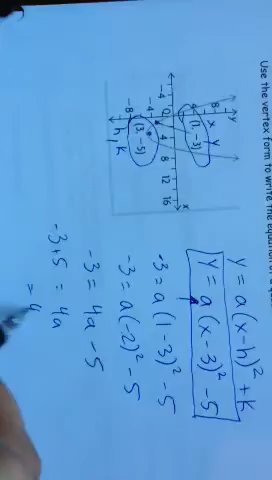 Use the vertex form to write the equation of
y
8
4
0
-4
-8
-4
4
8
12
16
x
x y
(1, -3)
(3, -5)
h k
y = a(x-h)² + k
y = a(x-3)² - 5
-3 = a(1-3)² - 5
-3 = a(-2)² - 5
-3 = 4a - 5
-3+5 = 4a
= 4